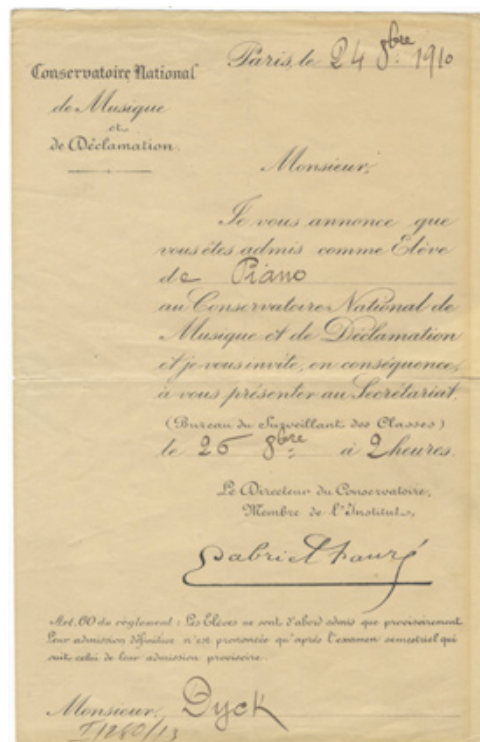 Conservatoire National
de Musique
et
de Déclamation.
Paris, le 24 8bre 1910
Monsieur,
Je vous annonce que
vous êtes admis comme Elève
de Piano
au Conservatoire National de
Musique et de Déclamation
et je vous invite, en conséquence,
à vous présenter au Secrétariat,
(Bureau du Surveillant des Classes)
le 26 8bre à 2 heures.
Le Directeur du Conservatoire,
Membre de l'Institut,
Gabriel Fauré
Art. 60 du règlement : Les Elèves ne sont d'abord admis que provisoirement
Leur admission définitive n'est prononcée qu'après l'examen semestriel qui
suit celui de leur admission provisoire.
Monsieur, Dyck